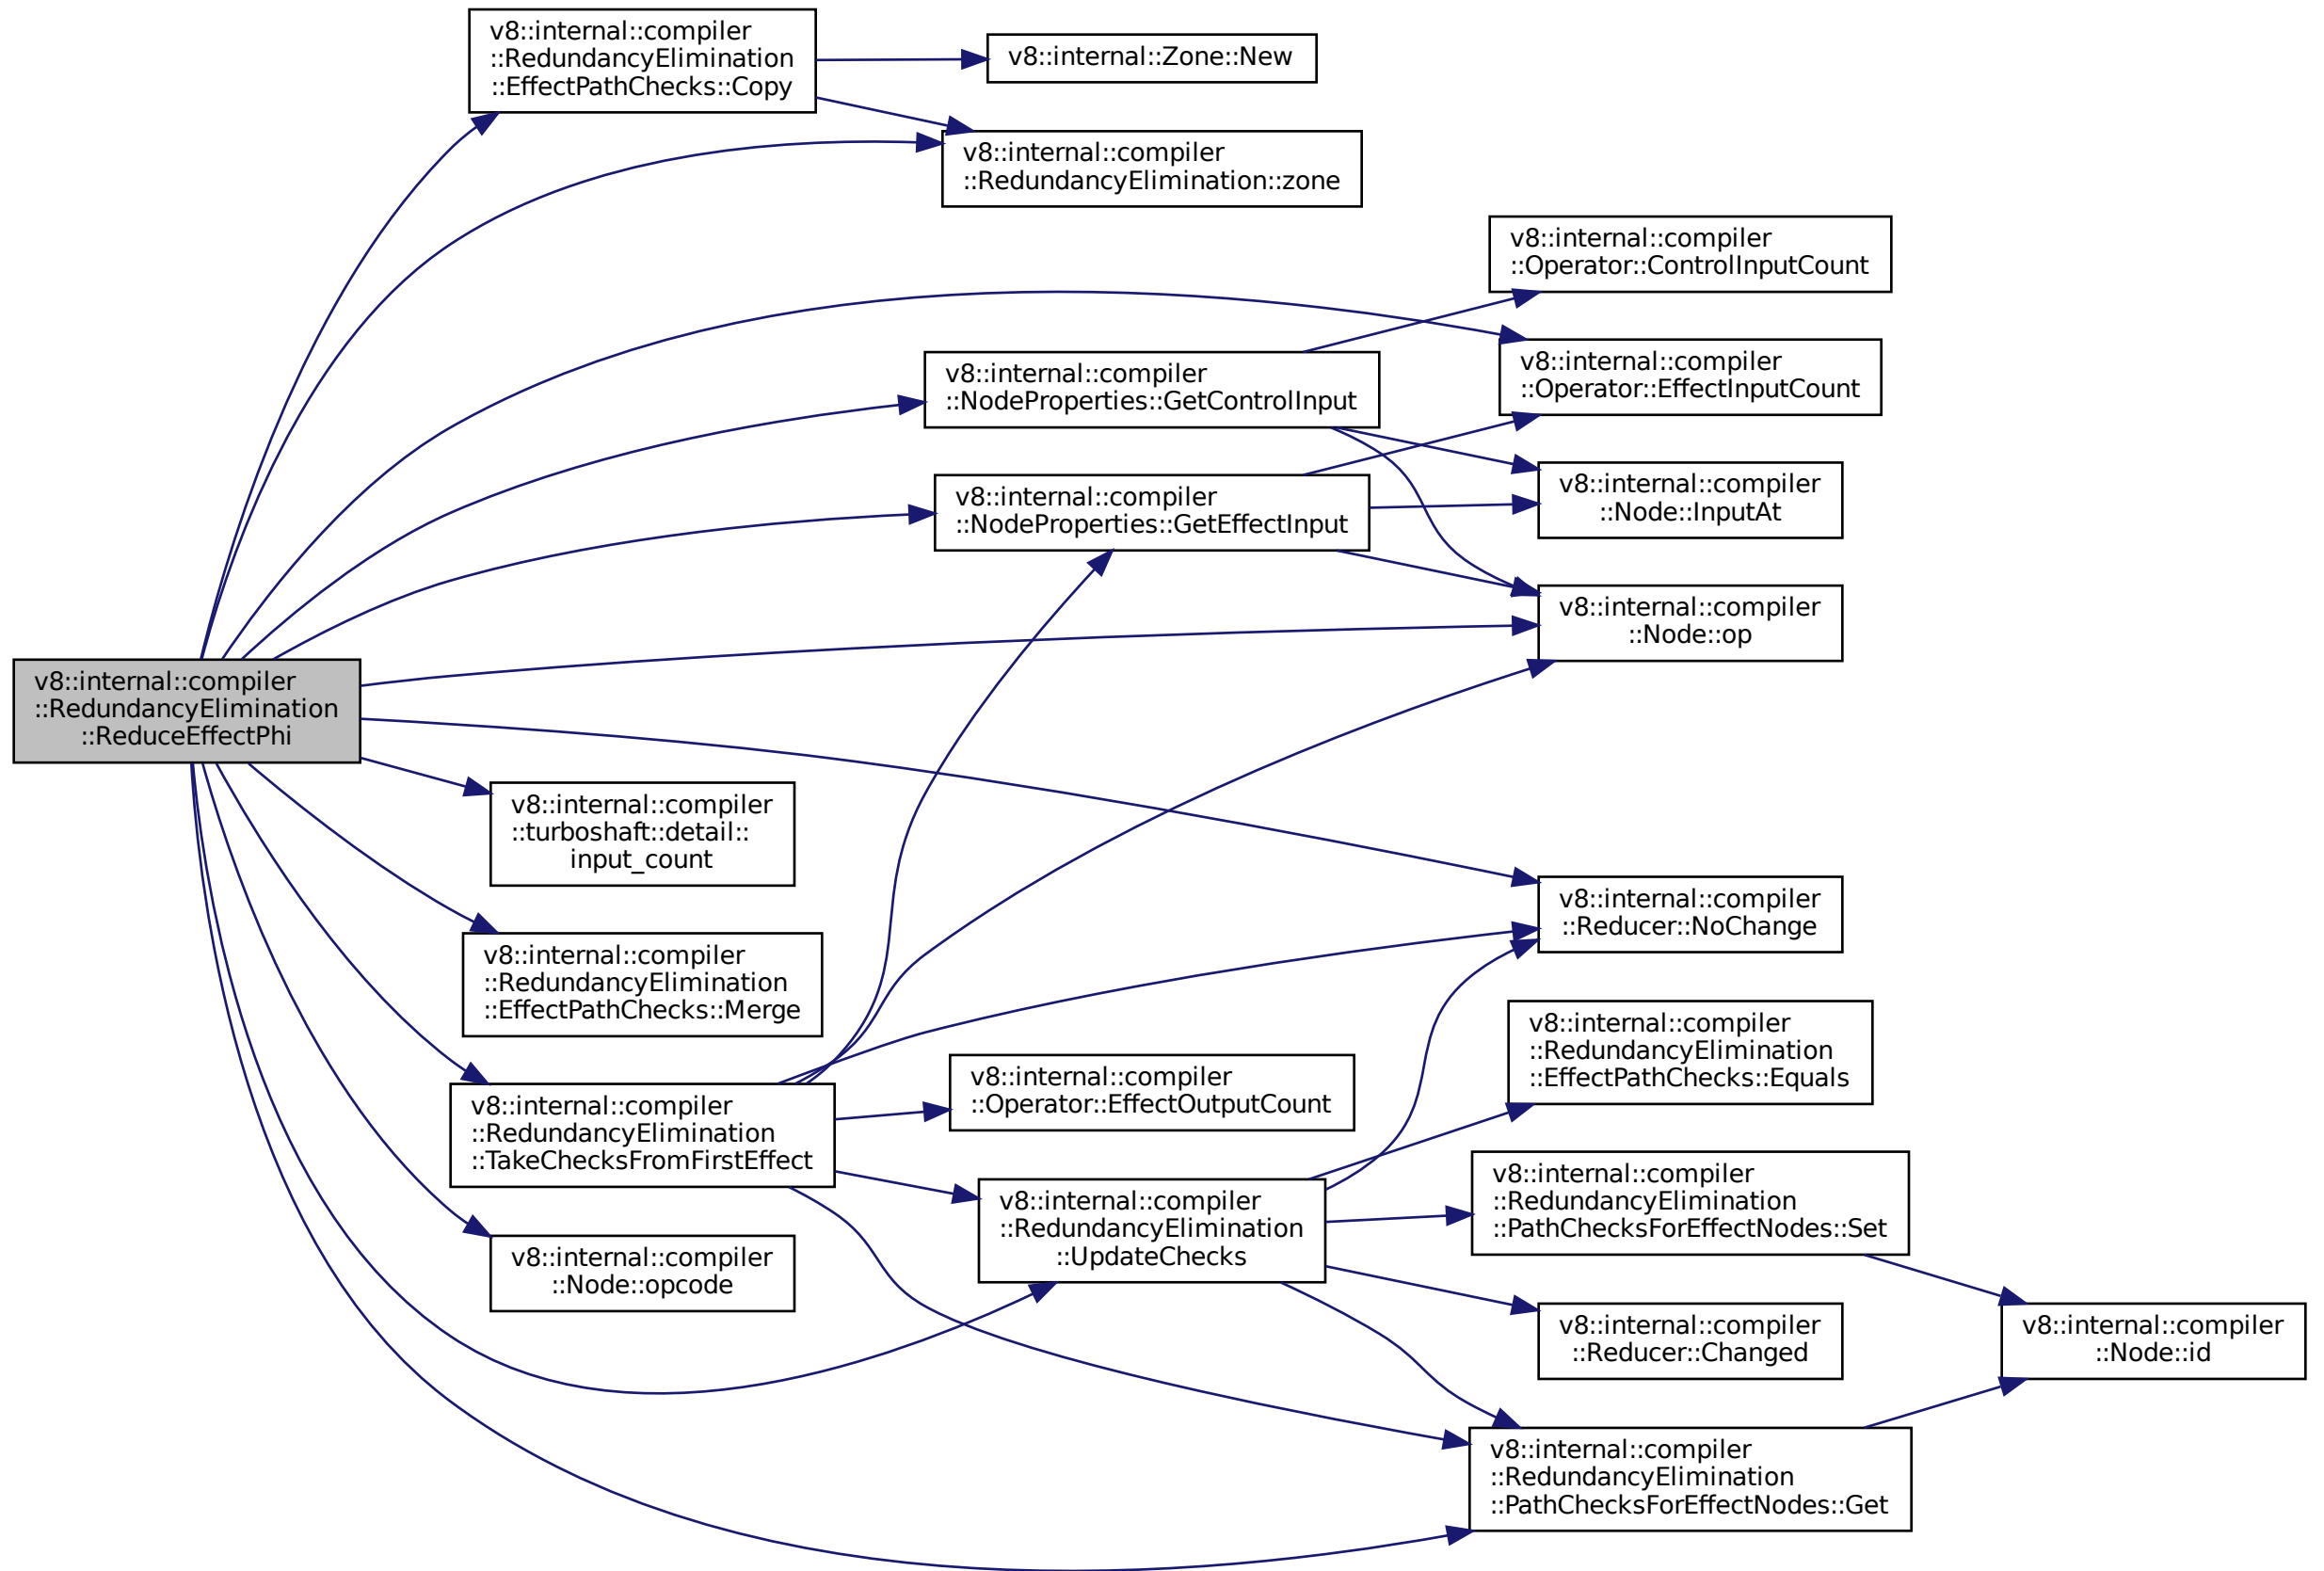 v8::internal::compiler
::RedundancyElimination
::EffectPathChecks::Copy
v8::internal::Zone::New
v8::internal::compiler
::RedundancyElimination::zone
v8::internal::compiler
::Operator::ControlInputCount
v8::internal::compiler
::Operator::EffectInputCount
v8::internal::compiler
::NodeProperties::GetControlInput
v8::internal::compiler
::NodeProperties::GetEffectInput
v8::internal::compiler
::Node::InputAt
v8::internal::compiler
::Node::op
v8::internal::compiler
::RedundancyElimination
::ReduceEffectPhi
v8::internal::compiler
::turboshaft::detail::
input_count
v8::internal::compiler
::Reducer::NoChange
v8::internal::compiler
::RedundancyElimination
::EffectPathChecks::Merge
v8::internal::compiler
::RedundancyElimination
::EffectPathChecks::Equals
v8::internal::compiler
::Operator::EffectOutputCount
v8::internal::compiler
::RedundancyElimination
::TakeChecksFromFirstEffect
v8::internal::compiler
::RedundancyElimination
::PathChecksForEffectNodes::Set
v8::internal::compiler
::RedundancyElimination
::UpdateChecks
v8::internal::compiler
::Node::opcode
v8::internal::compiler
::Reducer::Changed
v8::internal::compiler
::Node::id
v8::internal::compiler
::RedundancyElimination
::PathChecksForEffectNodes::Get